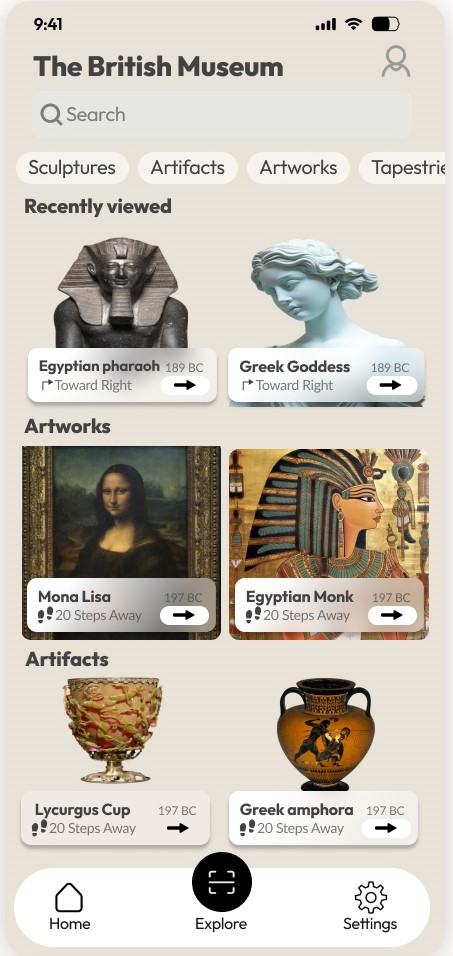 9:41
The British Museum
Search
Sculptures Artifacts Artworks Tapestrie
Recently viewed
Egyptian pharaoh 189 BC
Toward Right
Greek Goddess 189 BC
Toward Right
Artworks
Mona Lisa 197 BC
20 Steps Away
Egyptian Monk 197 BC
20 Steps Away
Artifacts
Lycurgus Cup 197 BC
20 Steps Away
Greek amphora 197 BC
20 Steps Away
Home Explore Settings